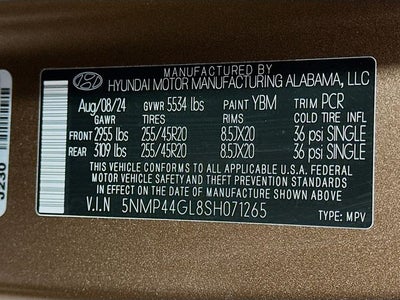 MANUFACTURED BY
HYUNDAI MOTOR MANUFACTURING ALABAMA, LLC
Aug/08/24 GVWR 5534 lbs PAINT YBM TRIM PCR
GAWR TIRES RIMS COLD TIRE INFL
FRONT 2955 lbs 255/45R20 8.5JX20 36 psi SINGLE
REAR 3109 lbs 255/45R20 8.5JX20 36 psi SINGLE
THIS VEHICLE CONFORMS TO ALL APPLICABLE U.S.A. FEDERAL
MOTOR VEHICLE SAFETY AND THEFT PREVENTION STANDARDS
IN EFFECT ON THE DATE OF MANUFACTURE SHOWN ABOVE.
V.I.N 5NMP44GL8SH071265 TYPE: MPV